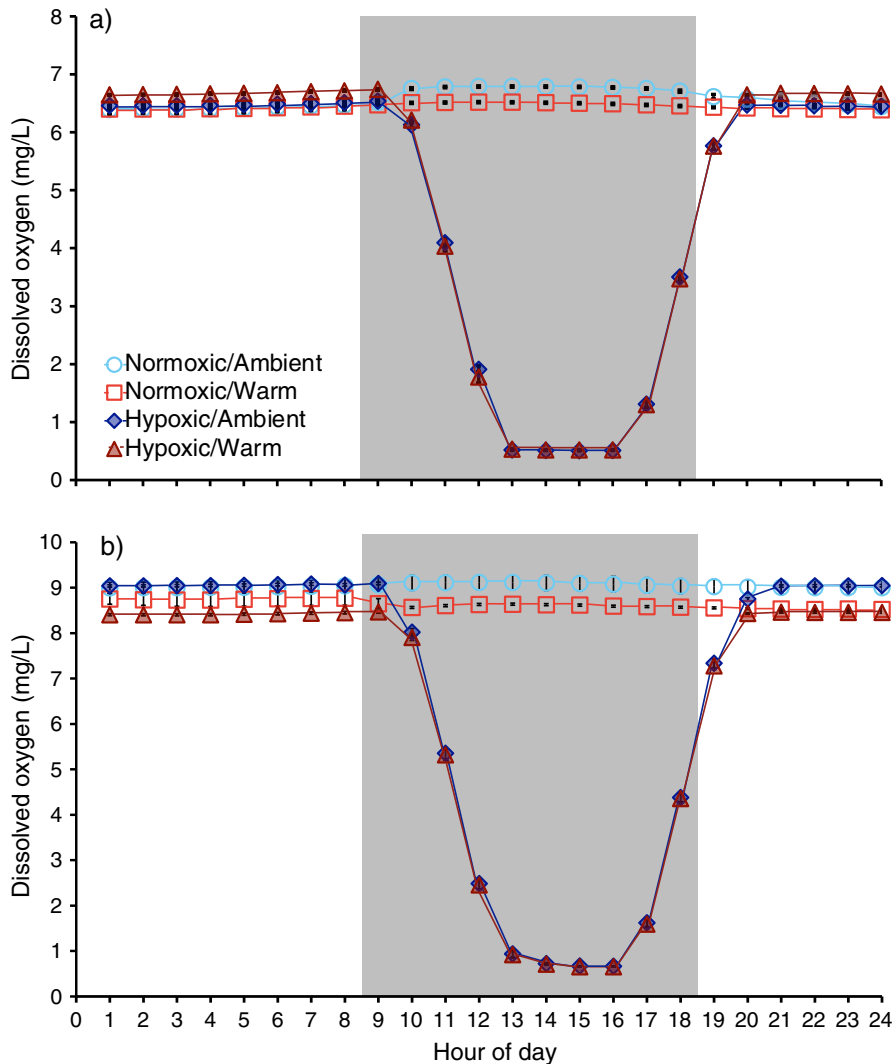 a)
8
7
6
5
4
3
2
1
0
Dissolved oxygen (mg/L)
Normoxic/Ambient
Normoxic/Warm
Hypoxic/Ambient
Hypoxic/Warm
b)
10
9
8
7
6
5
4
3
2
1
0
Dissolved oxygen (mg/L)
0 1 2 3 4 5 6 7 8 9 10 11 12 13 14 15 16 17 18 19 20 21 22 23 24
Hour of day